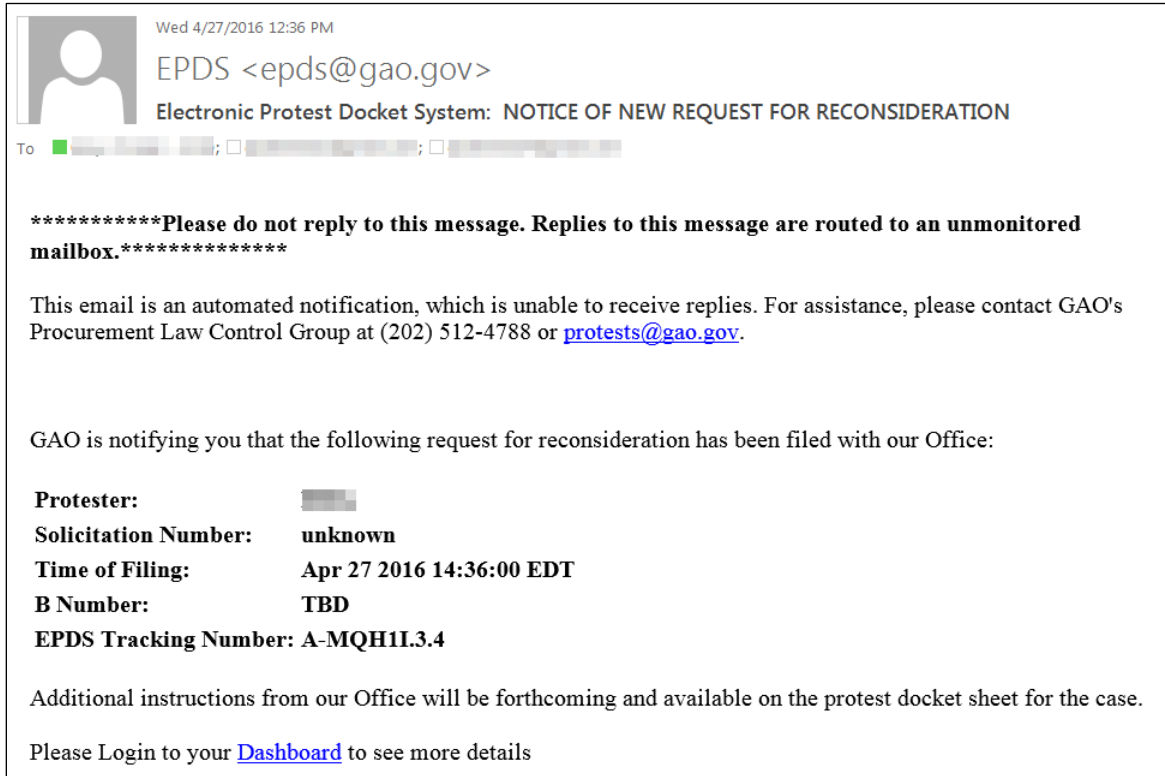 Wed 4/27/2016 12:36 PM
EPDS <epds@gao.gov>
Electronic Protest Docket System:  NOTICE OF NEW REQUEST FOR RECONSIDERATION
To
***********Please do not reply to this message. Replies to this message are routed to an unmonitored
mailbox.**************
This email is an automated notification, which is unable to receive replies. For assistance, please contact GAO's
Procurement Law Control Group at (202) 512-4788 or protests@gao.gov.
GAO is notifying you that the following request for reconsideration has been filed with our Office:
Protester:
Solicitation Number: unknown
Time of Filing: Apr 27 2016 14:36:00 EDT
B Number: TBD
EPDS Tracking Number: A-MQH1I.3.4
Additional instructions from our Office will be forthcoming and available on the protest docket sheet for the case.
Please Login to your Dashboard to see more details